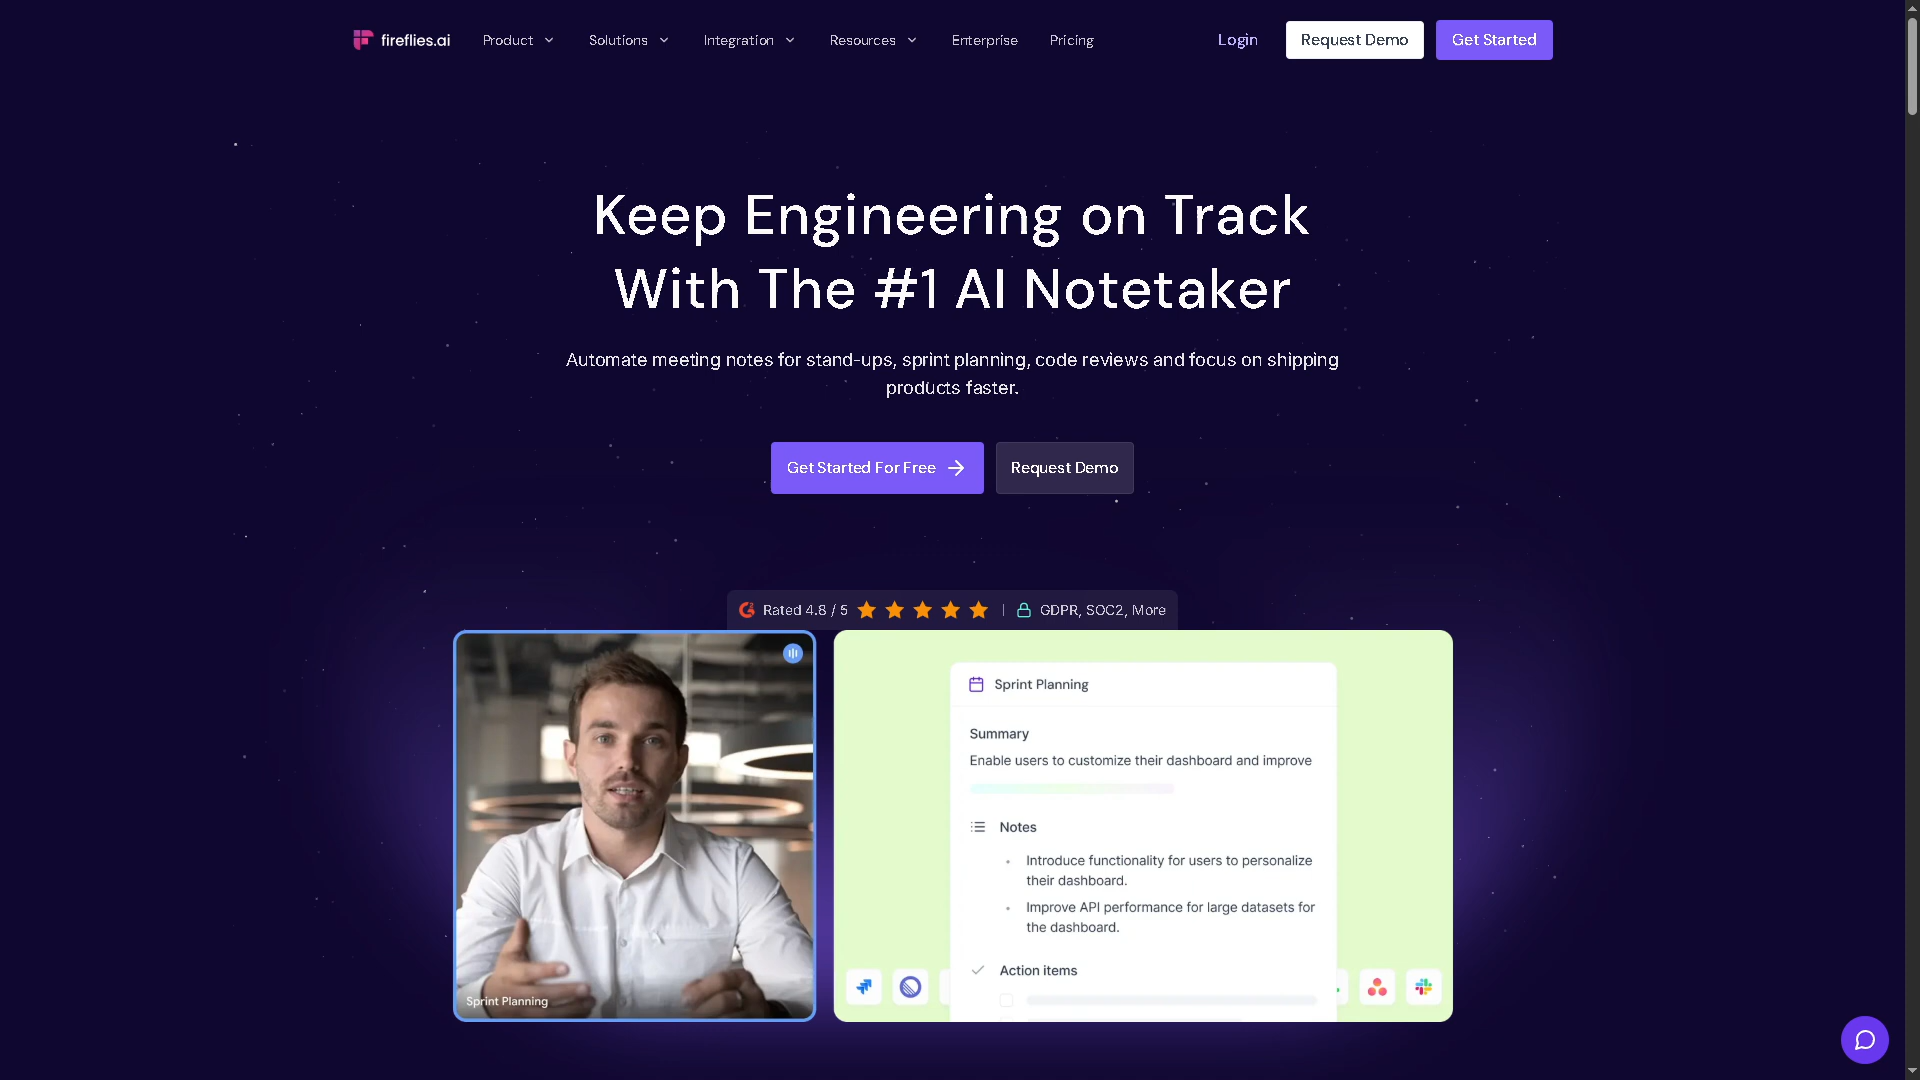 fireflies.ai
Product
Solutions
Integration
Resources
Enterprise
Pricing
Login
Request Demo
Get Started
Keep Engineering on Track
With The #1 AI Notetaker
Automate meeting notes for stand-ups, sprint planning, code reviews and focus on shipping
products faster.
Get Started For Free
Request Demo
Rated 4.8 / 5
GDPR, SOC2, More
Sprint Planning
Sprint Planning
Summary
Enable users to customize their dashboard and improve
Notes
Introduce functionality for users to personalize
their dashboard.
Improve API performance for large datasets for
the dashboard.
Action items